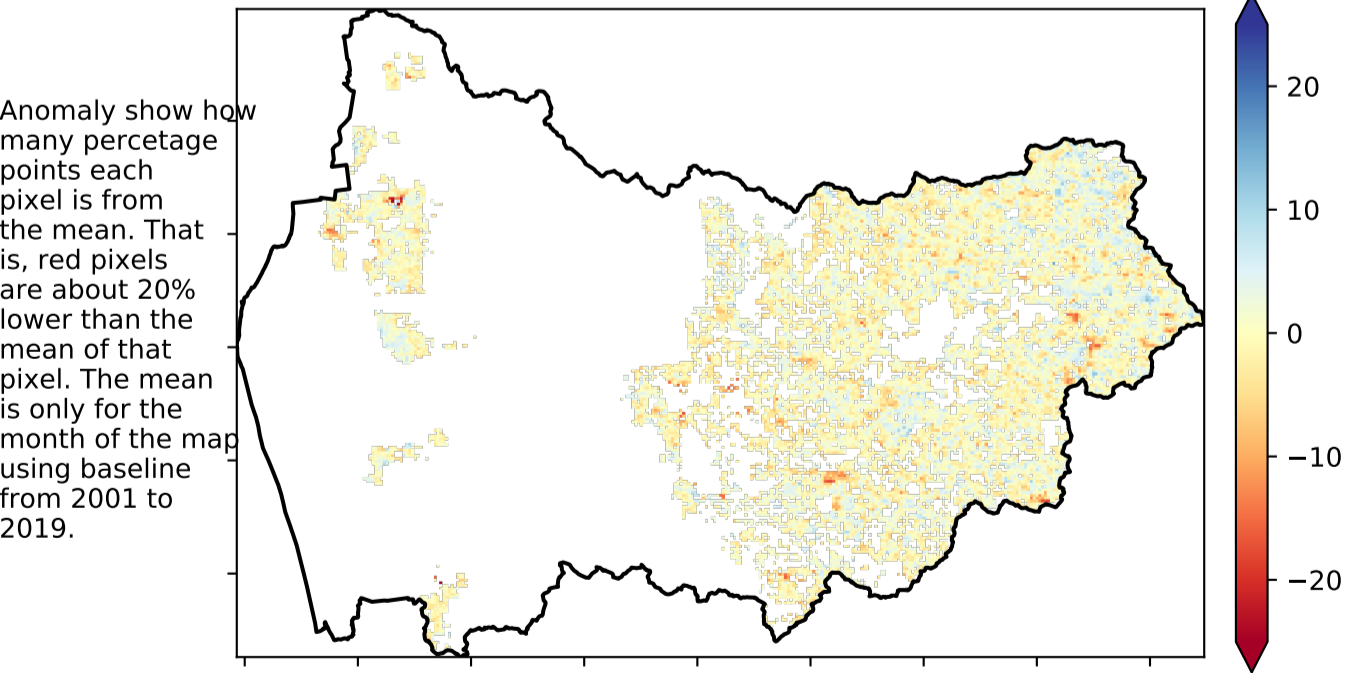 Anomaly show how
many percetage
points each
pixel is from
the mean. That
is, red pixels
are about 20%
lower than the
mean of that
pixel. The mean
is only for the
month of the map
using baseline
from 2001 to
2019.
20
10
0
−10
−20